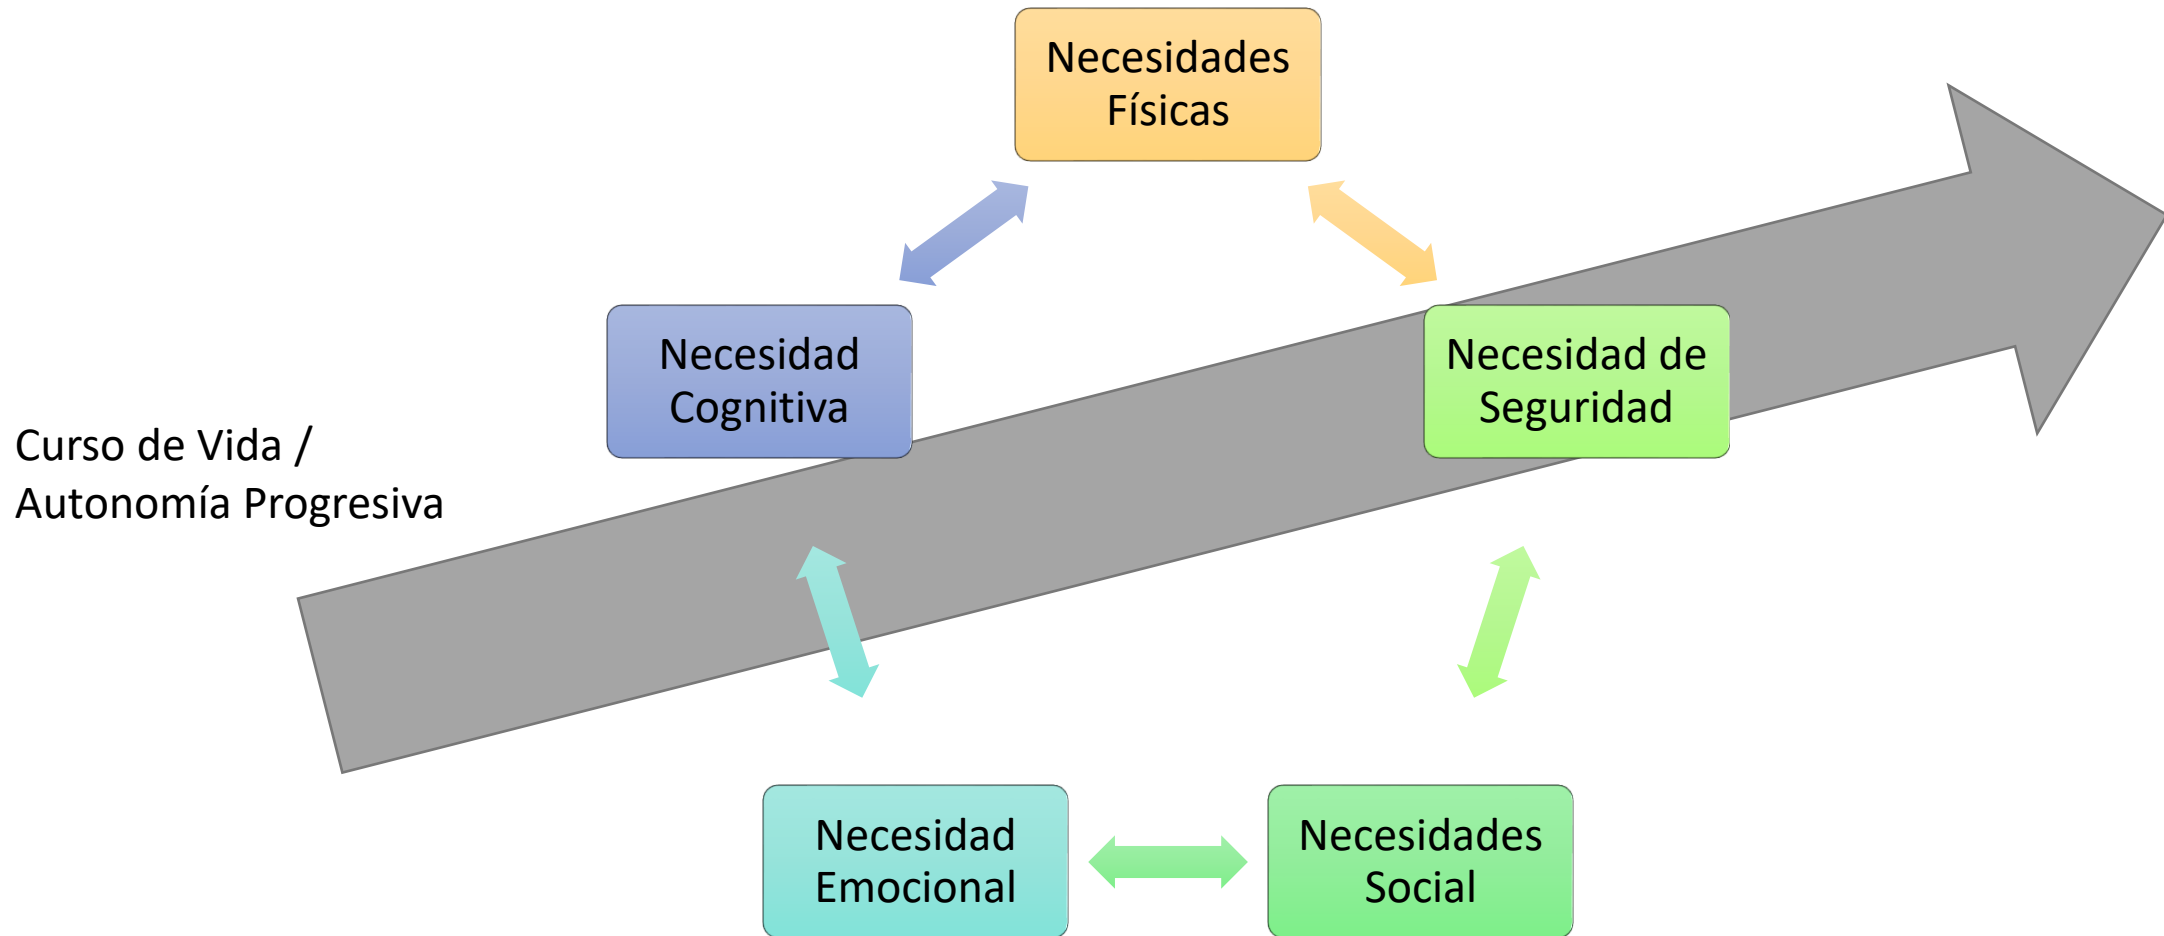 Necesidades
Físicas
Necesidad
Cognitiva
Necesidad de
Seguridad
Curso de Vida /
Autonomía Progresiva
Necesidad
Emocional
Necesidades
Social